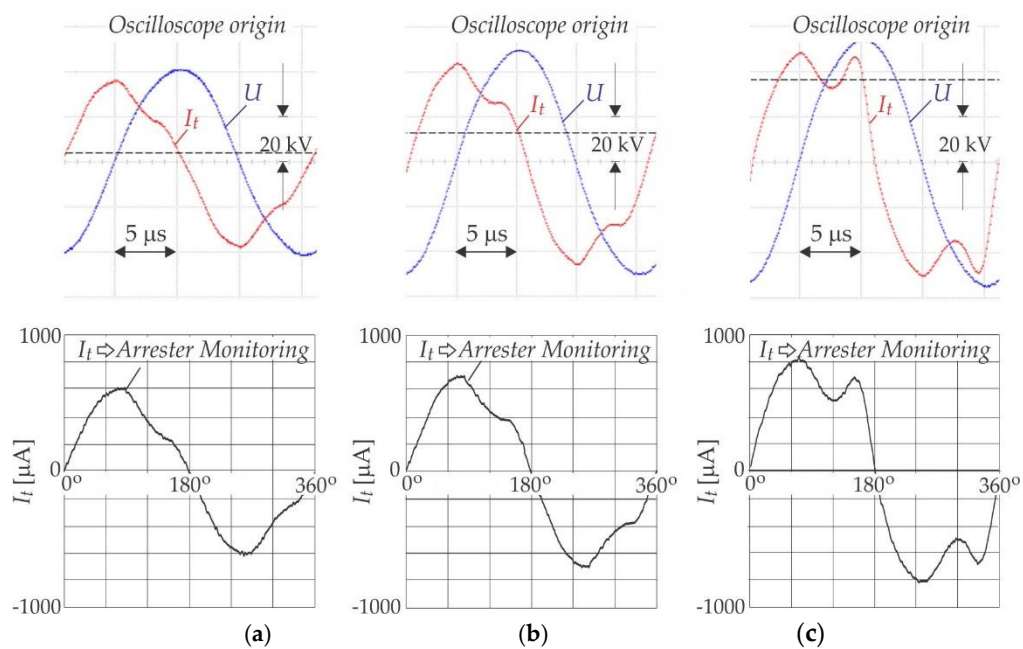 Oscilloscope origin
Oscilloscope origin
Oscilloscope origin
U
It
20 kV
5 µs
U
It
20 kV
5 µs
U
It
20 kV
5 µs
1000
It ⇨ Arrester Monitoring
It [µA]
0
0º
180º
360º
-1000
1000
It ⇨ Arrester Monitoring
It [µA]
0
0º
180º
360º
-1000
1000
It ⇨ Arrester Monitoring
It [µA]
0
0º
180º
360º
-1000
(a)
(b)
(c)